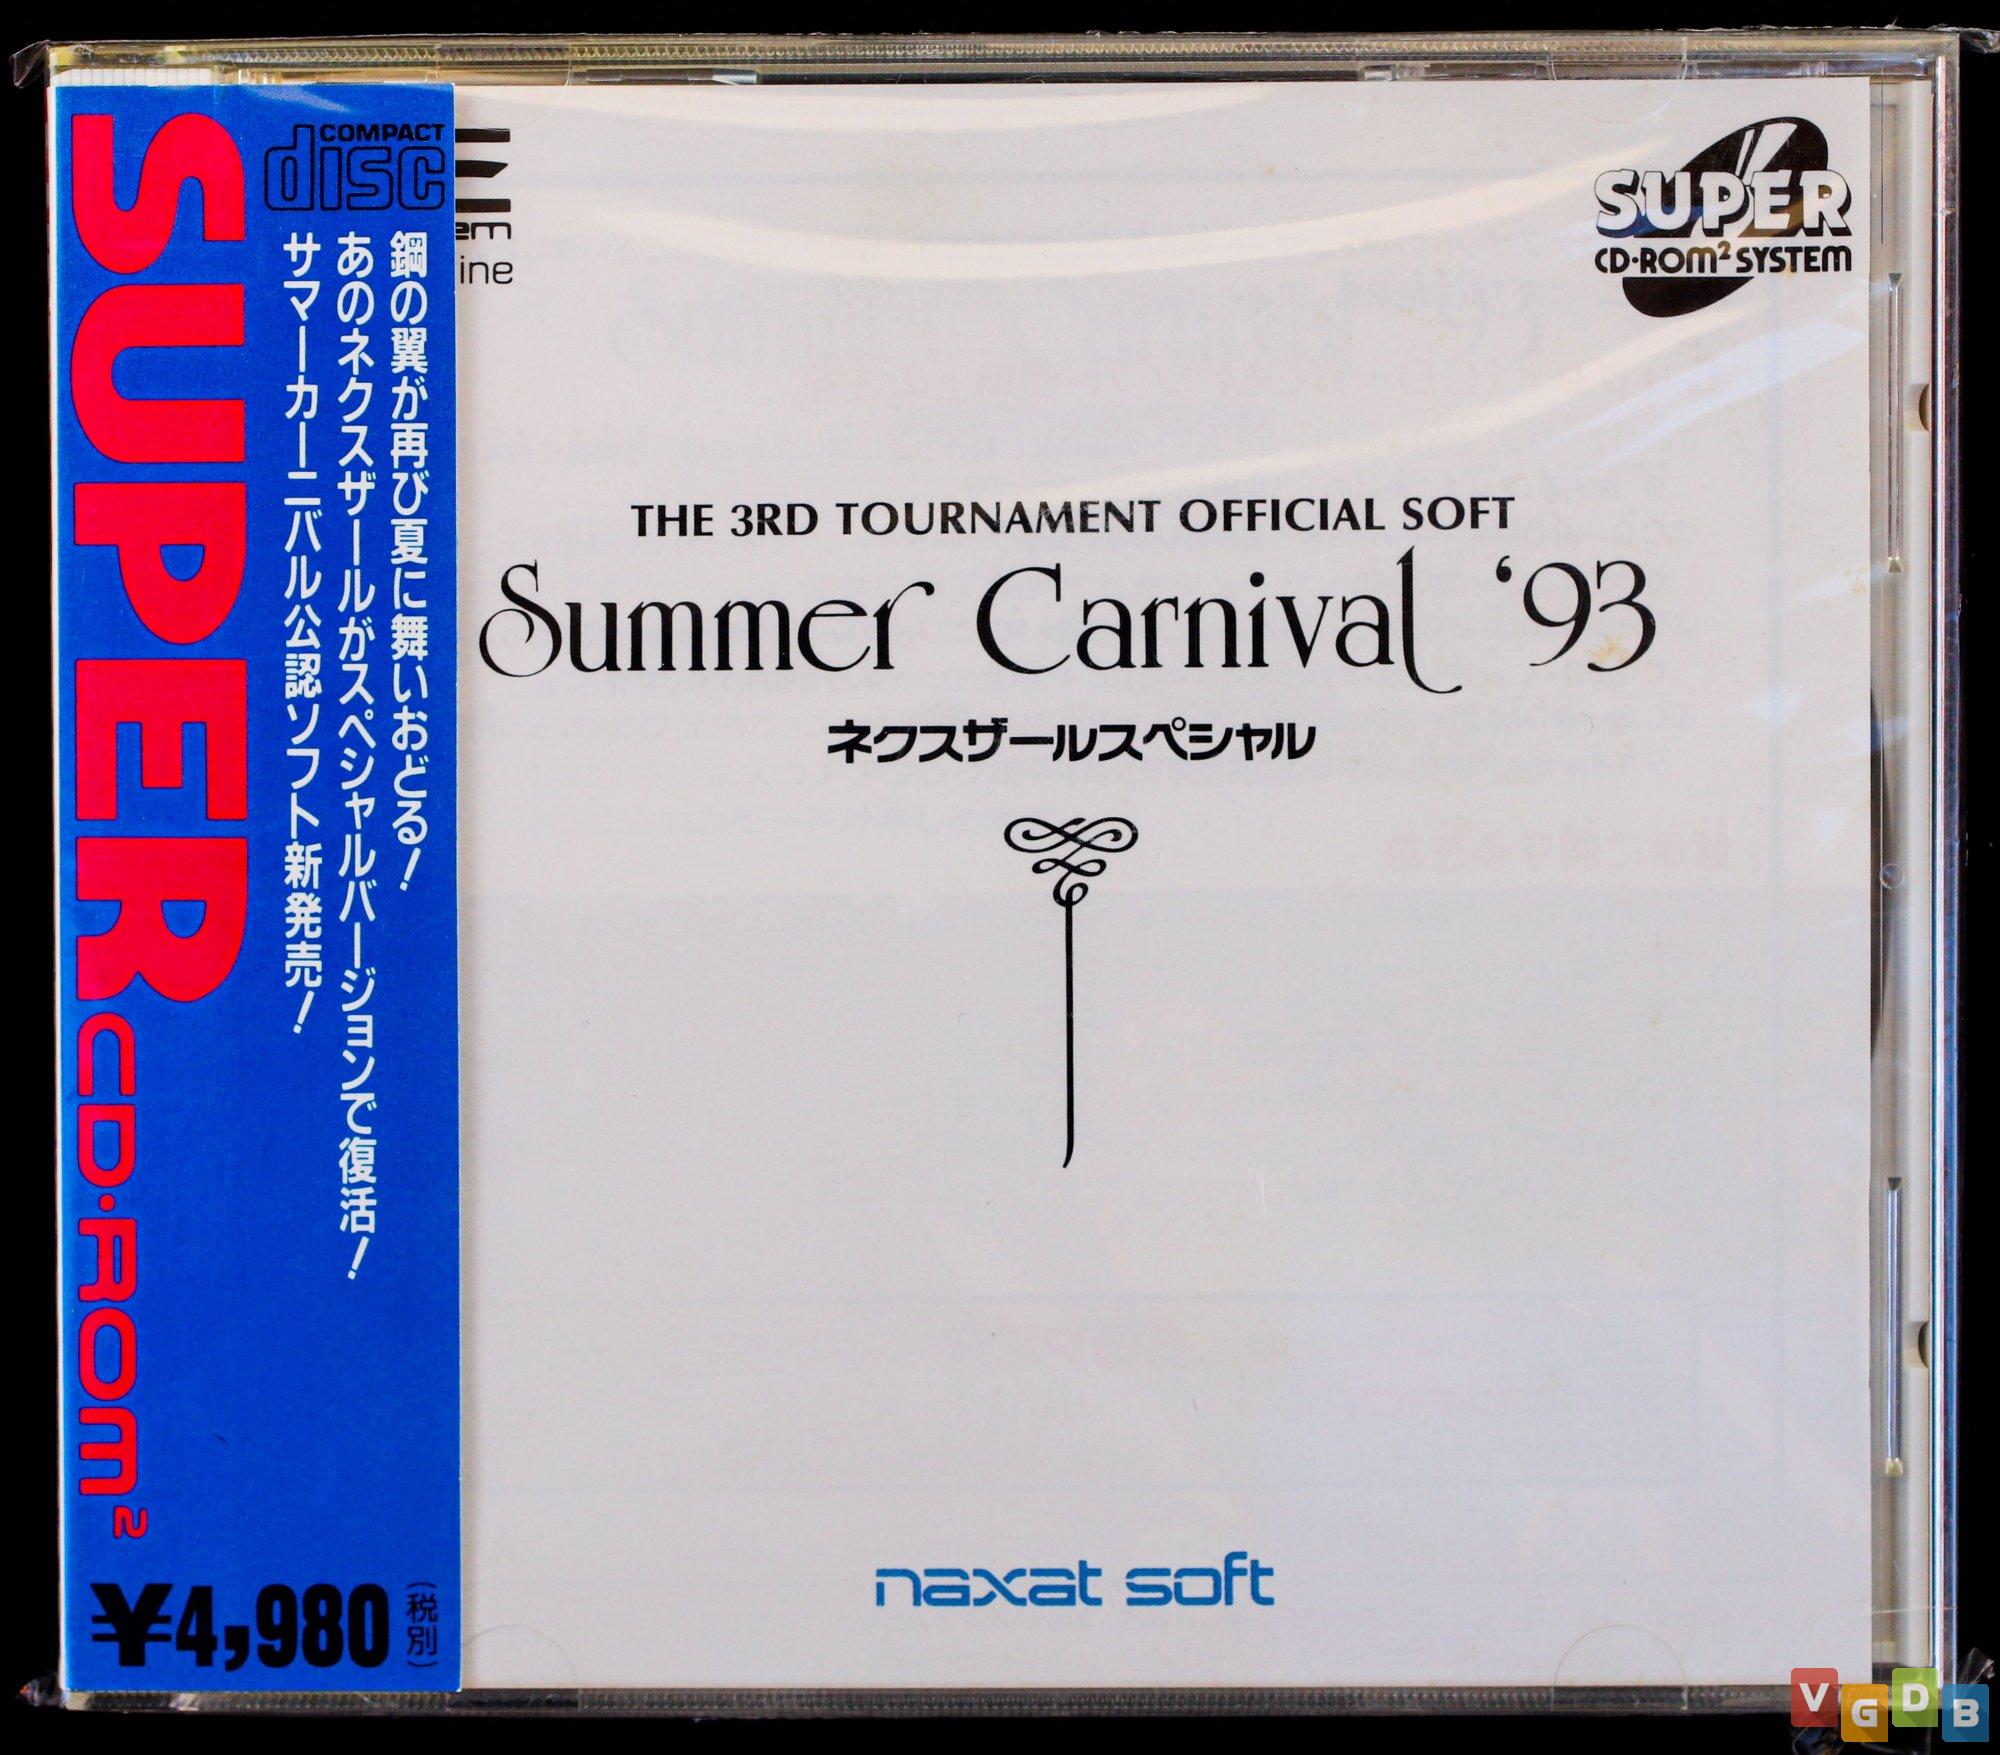 SUPER CD·ROM²
COMPACT
disc
鋼の翼が再び夏に舞いおどる!
あのネクスザールがスペシャルバージョンで復活!
サマーカーニバル公認ソフト新発売!
¥4,980
(税別)
em
ine
SUPER
CD·ROM² SYSTEM
THE 3RD TOURNAMENT OFFICIAL SOFT
Summer Carnival '93
ネクスザールスペシャル
naxat soft
VGDB